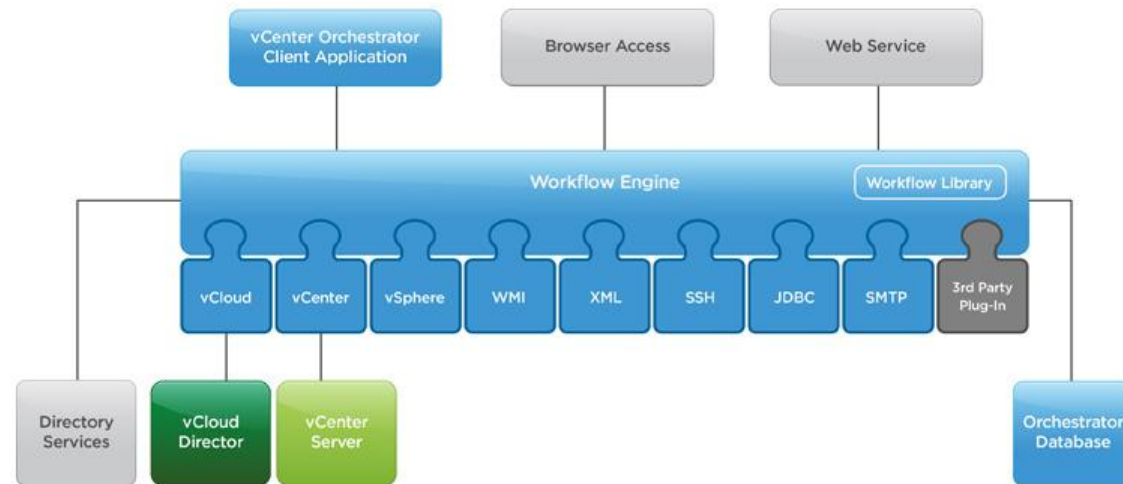 vCenter Orchestrator
Client Application
Browser Access
Web Service
Workflow Engine
Workflow Library
vCloud
vCenter
vSphere
WMI
XML
SSH
JDBC
SMTP
3rd Party
Plug-In
Directory
Services
vCloud
Director
vCenter
Server
Orchestrator
Database